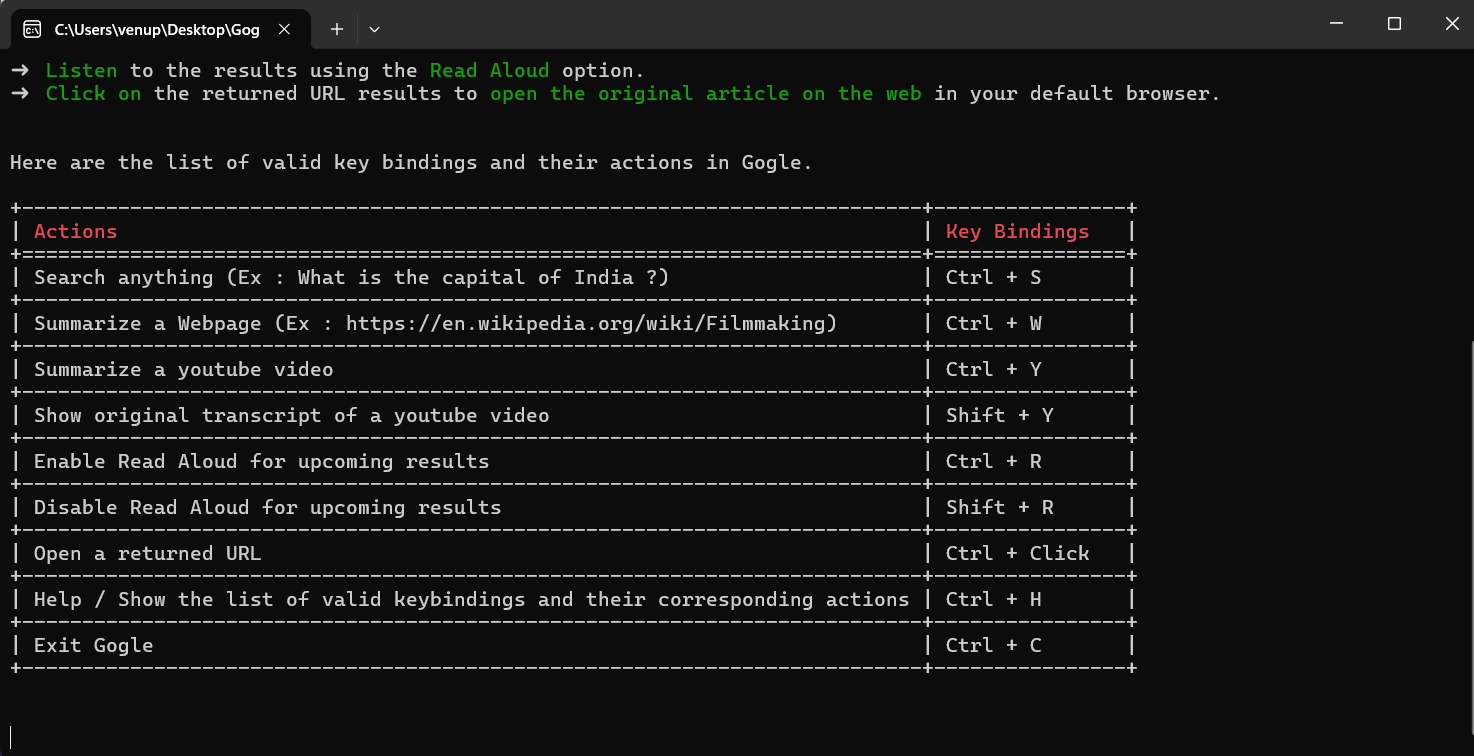 C:\Users\venup\Desktop\Gog
→ Listen to the results using the Read Aloud option.
→ Click on the returned URL results to open the original article on the web in your default browser.
Here are the list of valid key bindings and their actions in Gogle.
Actions | Key Bindings
Search anything (Ex : What is the capital of India ?) | Ctrl + S
Summarize a Webpage (Ex : https://en.wikipedia.org/wiki/Filmmaking) | Ctrl + W
Summarize a youtube video | Ctrl + Y
Show original transcript of a youtube video | Shift + Y
Enable Read Aloud for upcoming results | Ctrl + R
Disable Read Aloud for upcoming results | Shift + R
Open a returned URL | Ctrl + Click
Help / Show the list of valid keybindings and their corresponding actions | Ctrl + H
Exit Gogle | Ctrl + C